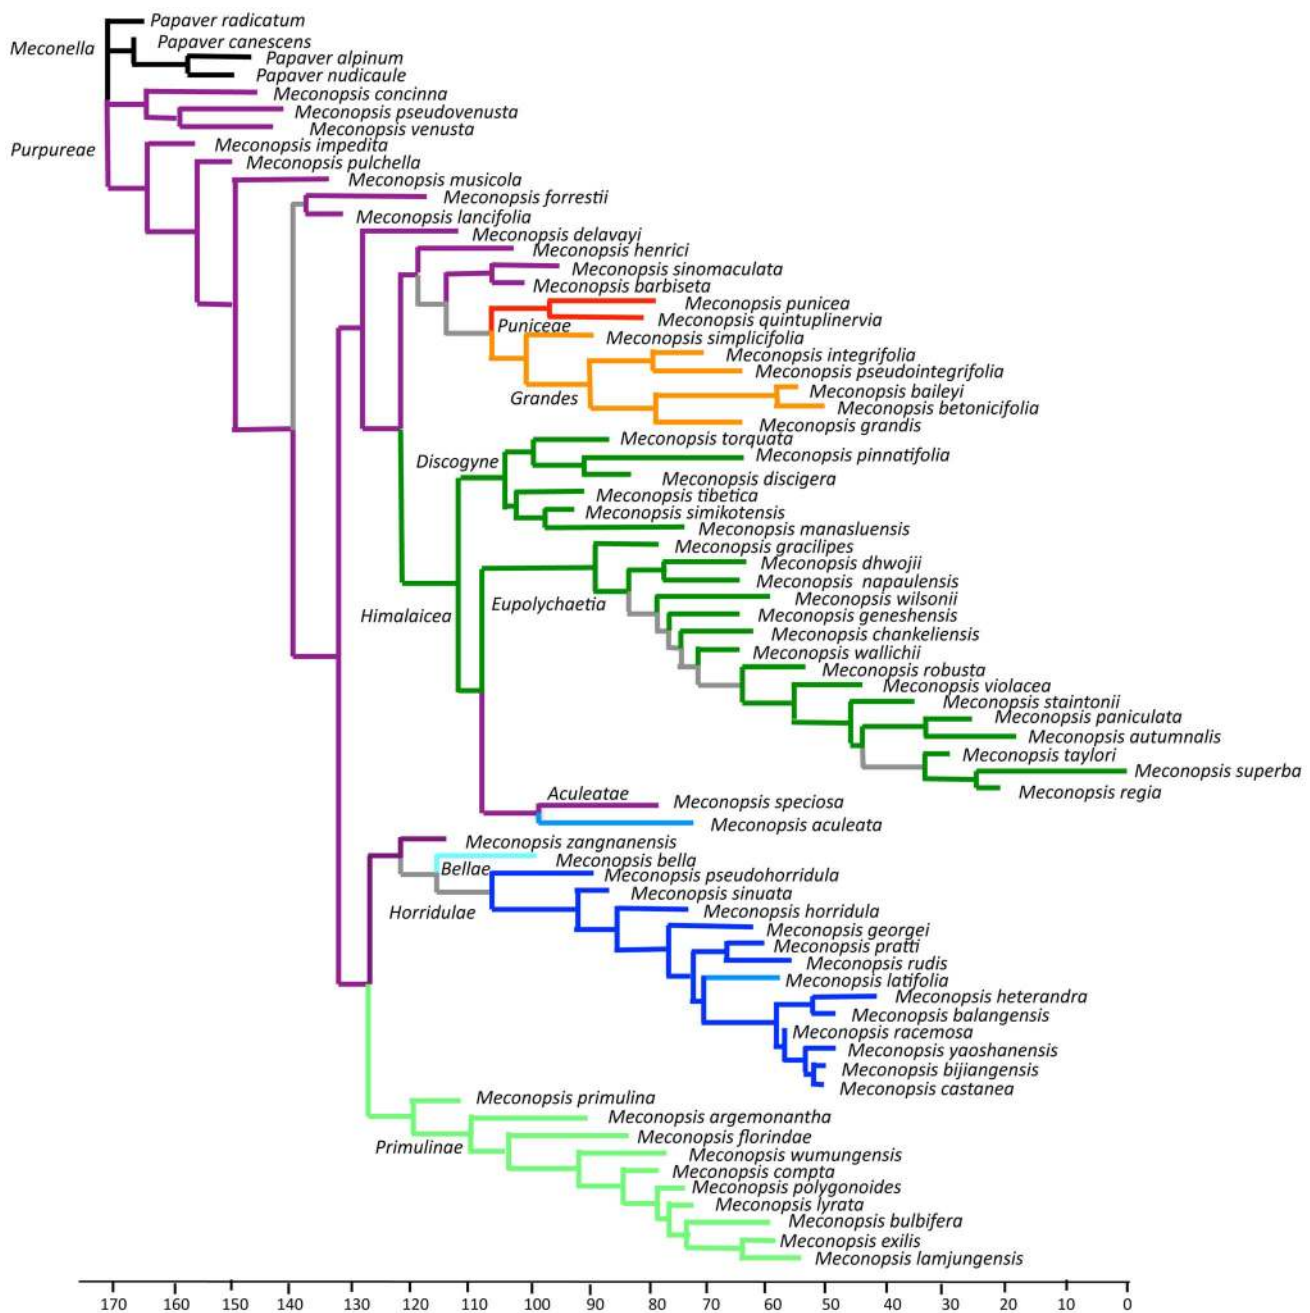 Papaver radicatum
Papaver canescens
Meconella
Papaver alpinum
Papaver nudicaule
Meconopsis concinna
Meconopsis pseudovenusta
Meconopsis venusta
Purpureae
Meconopsis impedita
Meconopsis pulchella
Meconopsis musicola
Meconopsis forrestii
Meconopsis lancifolia
Meconopsis delavayi
Meconopsis henrici
Meconopsis sinomaculata
Meconopsis barbiseta
Meconopsis punicea
Meconopsis quintuplinervia
Puniceae
Meconopsis simplicifolia
Meconopsis integrifolia
Meconopsis pseudointegrifolia
Meconopsis baileyi
Grandes
Meconopsis betonicifolia
Meconopsis grandis
Meconopsis torquata
Meconopsis pinnatifolia
Discogyne
Meconopsis discigera
Meconopsis tibetica
Meconopsis simikotensis
Meconopsis manasluensis
Meconopsis gracilipes
Meconopsis dhwojii
Meconopsis napaulensis
Meconopsis wilsonii
Eupolychaetia
Himalaicea
Meconopsis geneshensis
Meconopsis chankeliensis
Meconopsis wallichii
Meconopsis robusta
Meconopsis violacea
Meconopsis staintonii
Meconopsis paniculata
Meconopsis autumnalis
Meconopsis taylori
Meconopsis superba
Meconopsis regia
Aculeatae
Meconopsis speciosa
Meconopsis aculeata
Meconopsis zangnanensis
Meconopsis bella
Bellae
Meconopsis pseudohorridula
Meconopsis sinuata
Horridulae
Meconopsis horridula
Meconopsis georgei
Meconopsis pratti
Meconopsis rudis
Meconopsis latifolia
Meconopsis heterandra
Meconopsis balangensis
Meconopsis racemosa
Meconopsis yaoshanensis
Meconopsis bijiangensis
Meconopsis castanea
Meconopsis primulina
Meconopsis argemonantha
Meconopsis florindae
Primulinae
Meconopsis wumungensis
Meconopsis compta
Meconopsis polygonoides
Meconopsis lyrata
Meconopsis bulbifera
Meconopsis exilis
Meconopsis lamjungensis
170 160 150 140 130 120 110 100 90 80 70 60 50 40 30 20 10 0